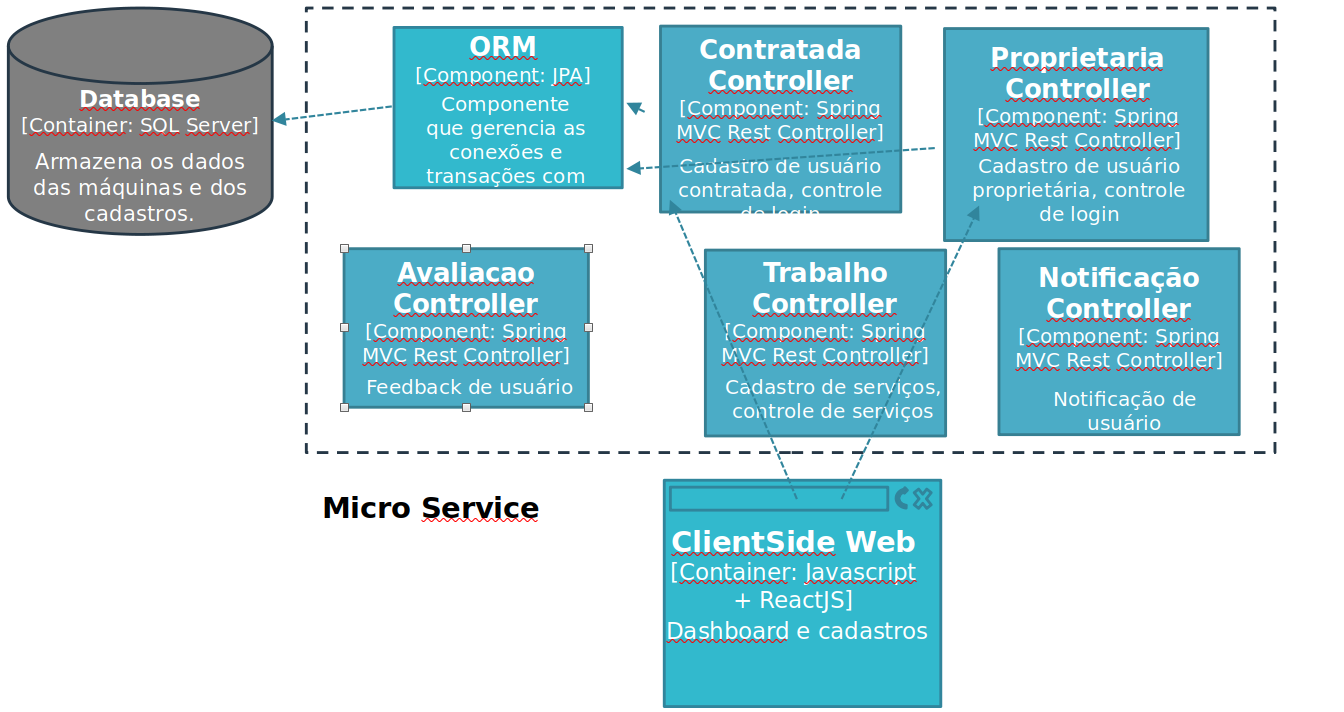 Database
[Container: SQL Server]
Armazena os dados
das máquinas e dos
cadastros.
ORM
[Component: JPA]
Componente
que gerencia as
conexões e
transações com
Contratada
Controller
[Component: Spring
MVC Rest Controller]
Cadastro de usuário
contratada, controle
de login
Proprietaria
Controller
[Component: Spring
MVC Rest Controller]
Cadastro de usuário
proprietária, controle
de login
Avaliacao
Controller
[Component: Spring
MVC Rest Controller]
Feedback de usuário
Trabalho
Controller
[Component: Spring
MVC Rest Controller]
Cadastro de serviços,
controle de serviços
Notificação
Controller
[Component: Spring
MVC Rest Controller]
Notificação de
usuário
Micro Service
ClientSide Web
[Container: Javascript
+ ReactJS]
Dashboard e cadastros